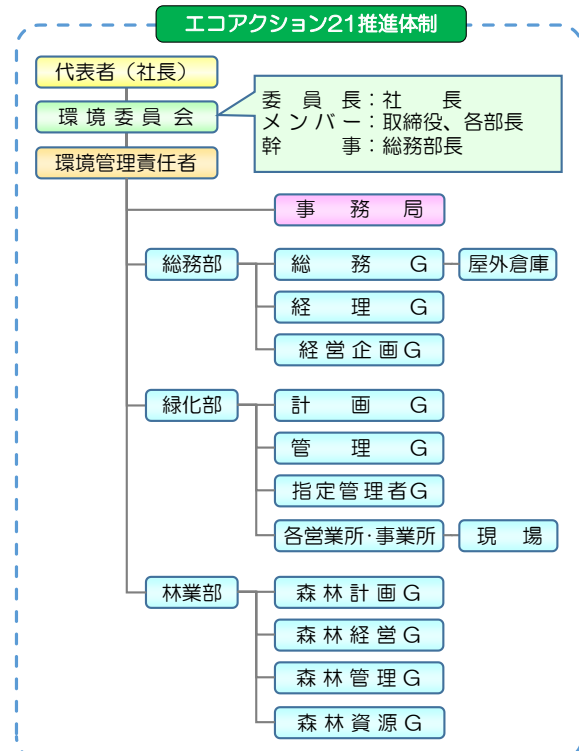 エコアクション21推進体制
代表者（社長）
環境委員会
委員長：社長
メンバー：取締役、各部長
幹事：総務部長
環境管理責任者
事務局
総務部
総務G
屋外倉庫
経理G
経営企画G
緑化部
計画G
管理G
指定管理者G
各営業所・事業所
現場
林業部
森林計画G
森林経営G
森林管理G
森林資源G